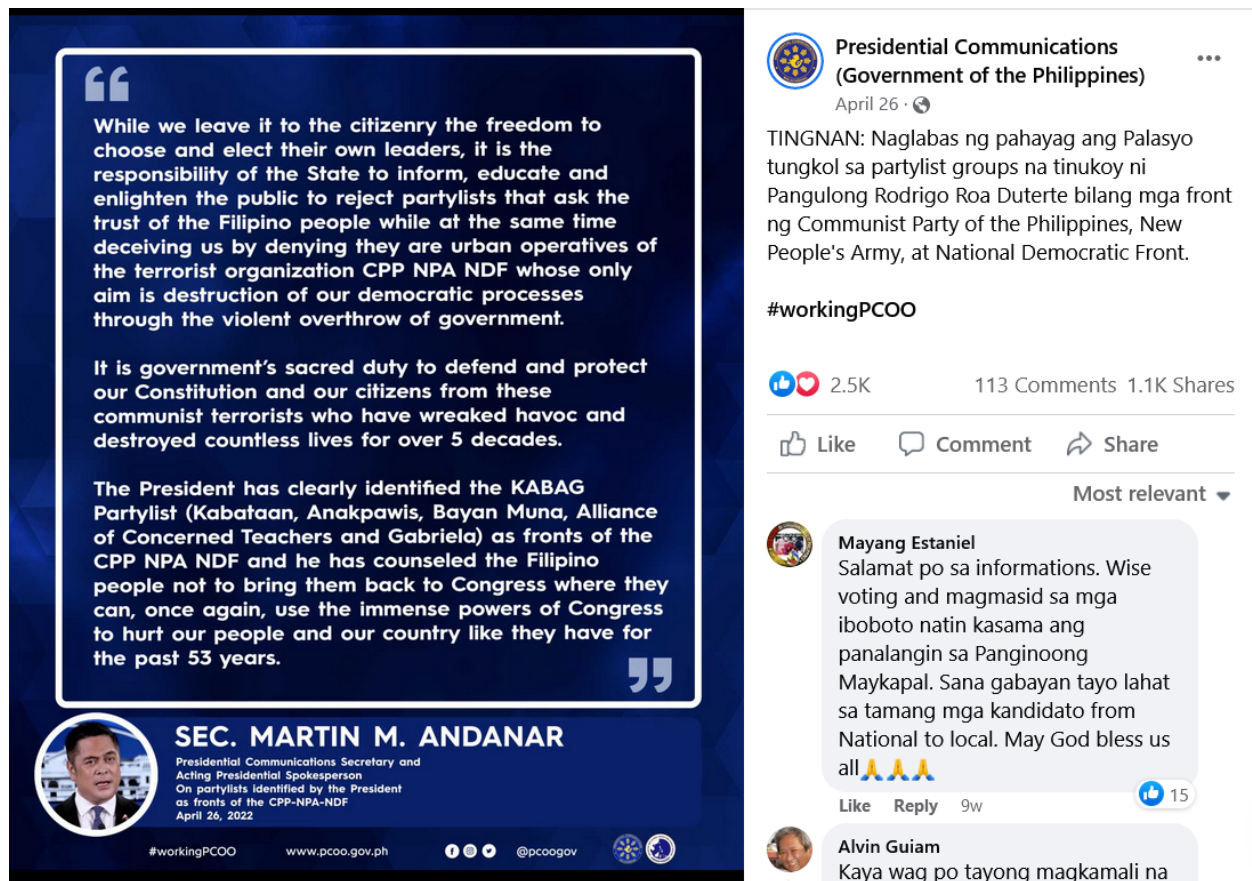 While we leave it to the citizenry the freedom to
choose and elect their own leaders, it is the
responsibility of the State to inform, educate and
enlighten the public to reject partylists that ask the
trust of the Filipino people while at the same time
deceiving us by denying they are urban operatives of
the terrorist organization CPP NPA NDF whose only
aim is destruction of our democratic processes
through the violent overthrow of government.
It is government's sacred duty to defend and protect
our Constitution and our citizens from these
communist terrorists who have wreaked havoc and
destroyed countless lives for over 5 decades.
The President has clearly identified the KABAG
Partylist (Kabataan, Anakpawis, Bayan Muna, Alliance
of Concerned Teachers and Gabriela) as fronts of the
CPP NPA NDF and he has counseled the Filipino
people not to bring them back to Congress where they
can, once again, use the immense powers of Congress
to hurt our people and our country like they have for
the past 53 years.
SEC. MARTIN M. ANDANAR
Presidential Communications Secretary and
Acting Presidential Spokesperson
On partylists identified by the President
as fronts of the CPP-NPA-NDF
April 26, 2022
#workingPCOO www.pcoo.gov.ph @pcoogov
Presidential Communications
(Government of the Philippines)
April 26 ·
TINGNAN: Naglabas ng pahayag ang Palasyo
tungkol sa partylist groups na tinukoy ni
Pangulong Rodrigo Roa Duterte bilang mga front
ng Communist Party of the Philippines, New
People's Army, at National Democratic Front.
#workingPCOO
2.5K 113 Comments 1.1K Shares
Like Comment Share
Most relevant
Mayang Estaniel
Salamat po sa informations. Wise
voting and magmasid sa mga
iboboto natin kasama ang
panalangin sa Panginoong
Maykapal. Sana gabayan tayo lahat
sa tamang mga kandidato from
National to local. May God bless us
all🙏🙏🙏
15
Like Reply 9w
Alvin Guiam
Kaya wag po tayong magkamali na